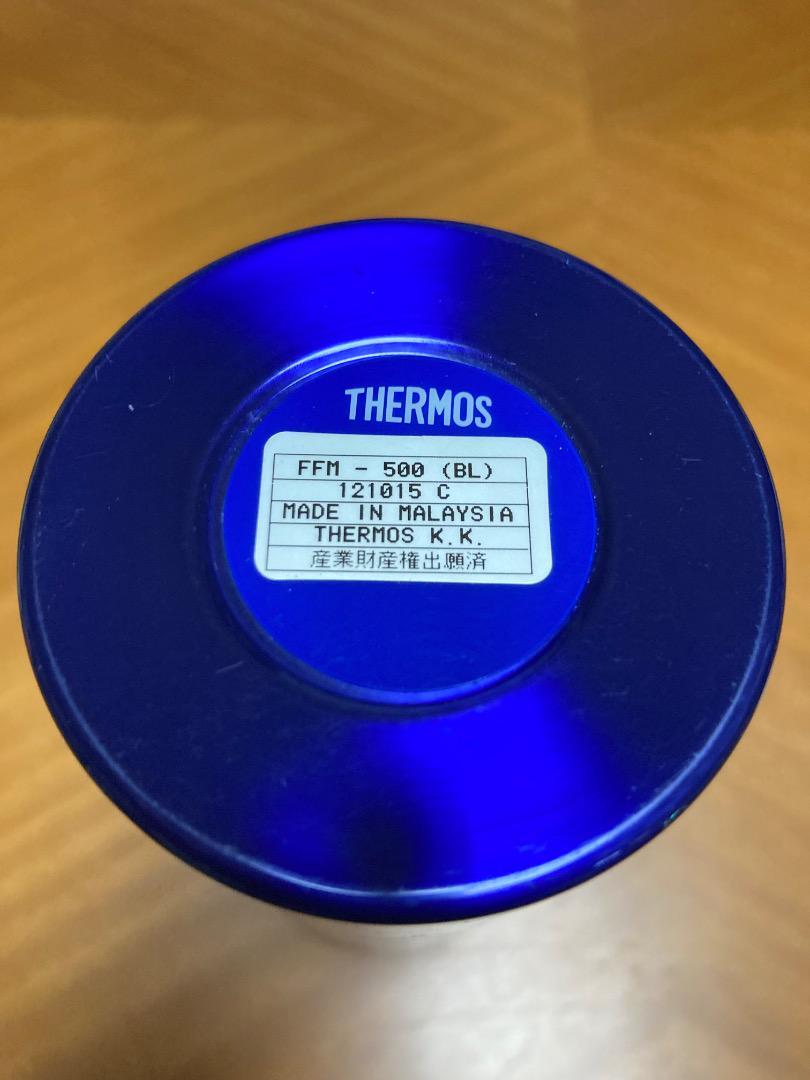 THERMOS
FFM - 500 (BL)
121015 C
MADE IN MALAYSIA
THERMOS K.K.
産業財産権出願済